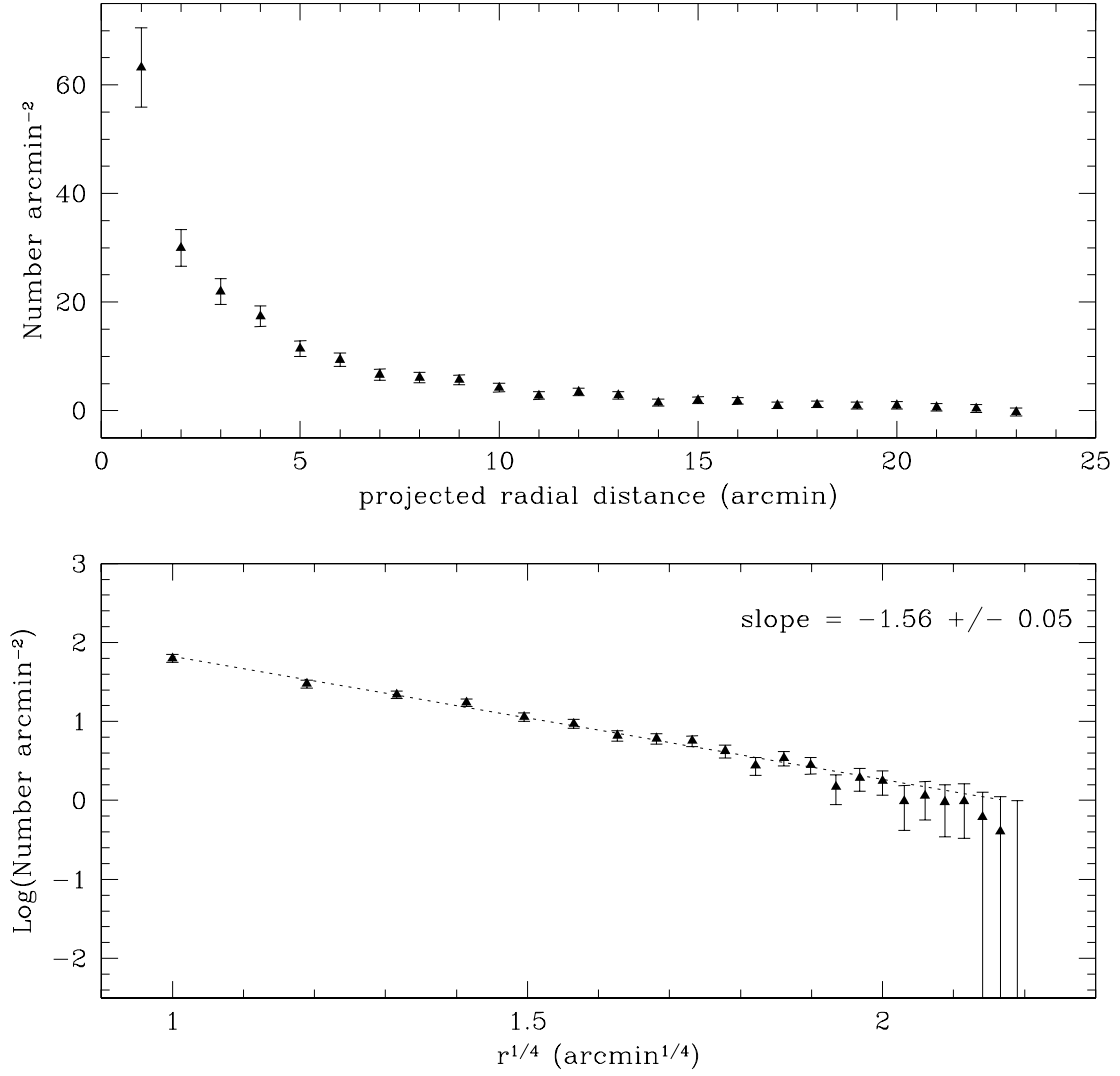 60
40
20
0
Number arcmin⁻²
0 5 10 15 20 25
projected radial distance (arcmin)
3
2
1
0
−1
−2
Log(Number arcmin⁻²)
slope = −1.56 +/− 0.05
1 1.5 2
r¹/⁴ (arcmin¹/⁴)